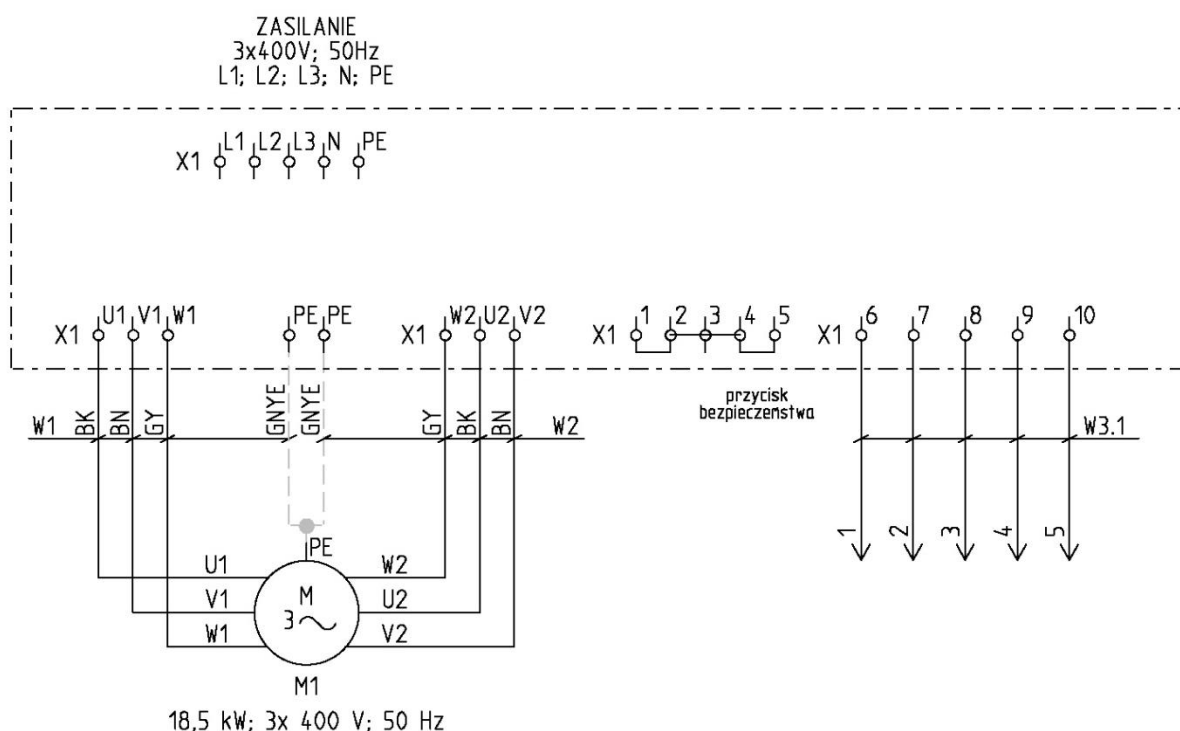 ZASILANIE
3x400V; 50Hz
L1; L2; L3; N; PE
X1 L1 L2 L3 N PE
X1 U1 V1 W1 PE PE X1 W2 U2 V2 X1 1 2 3 4 5 X1 6 7 8 9 10
przycisk
bezpieczeństwa
W1 BK BN GY GNYE GNYE GY BK BN W2 W3.1
1 2 3 4 5
PE
U1 W2
M
V1 3 U2
W1 V2
M1
18,5 kW; 3x 400 V; 50 Hz